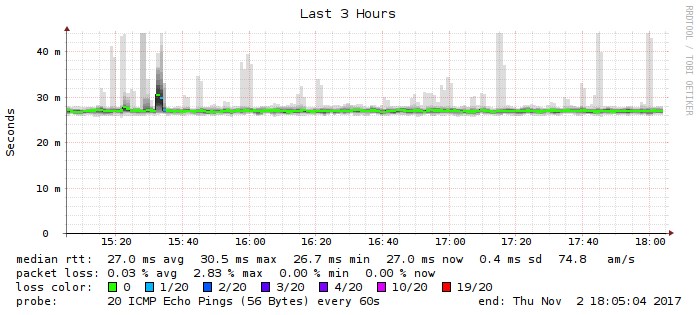 Last 3 Hours
RRDTOOL / TOBI OETIKER
Seconds
40 m
30 m
20 m
10 m
0
15:20 15:40 16:00 16:20 16:40 17:00 17:20 17:40 18:00
median rtt: 27.0 ms avg 30.5 ms max 26.7 ms min 27.0 ms now 0.4 ms sd 74.8 am/s
packet loss: 0.03 % avg 2.83 % max 0.00 % min 0.00 % now
loss color: 0 1/20 2/20 3/20 4/20 10/20 19/20
probe: 20 ICMP Echo Pings (56 Bytes) every 60s end: Thu Nov 2 18:05:04 2017